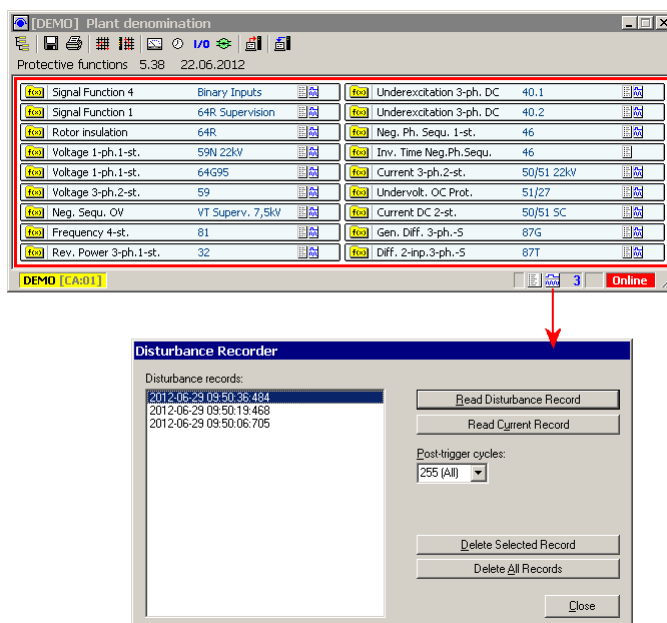 [DEMO] Plant denomination
I/O
Protective functions 5.38 22.06.2012
f(x) Signal Function 4 Binary Inputs
f(x) Signal Function 1 64R Supervision
f(x) Rotor insulation 64R
f(x) Voltage 1-ph.1-st. 59N 22kV
f(x) Voltage 1-ph.1-st. 64G95
f(x) Voltage 3-ph.2-st. 59
f(x) Neg. Sequ. OV VT Superv. 7,5kV
f(x) Frequency 4-st. 81
f(x) Rev. Power 3-ph.1-st. 32
f(x) Underexcitation 3-ph. DC 40.1
f(x) Underexcitation 3-ph. DC 40.2
f(x) Neg. Ph. Sequ. 1-st. 46
f(x) Inv. Time Neg.Ph.Sequ. 46
f(x) Current 3-ph.2-st. 50/51 22kV
f(x) Undervolt. OC Prot. 51/27
f(x) Current DC 2-st. 50/51 SC
f(x) Gen. Diff. 3-ph.-S 87G
f(x) Diff. 2-inp.3-ph.-S 87T
DEMO [CA:01] 3 Online
Disturbance Recorder
Disturbance records:
2012-06-29 09:50:36:484
2012-06-29 09:50:19:468
2012-06-29 09:50:06:705
Read Disturbance Record
Read Current Record
Post-trigger cycles:
255 (All)
Delete Selected Record
Delete All Records
Close